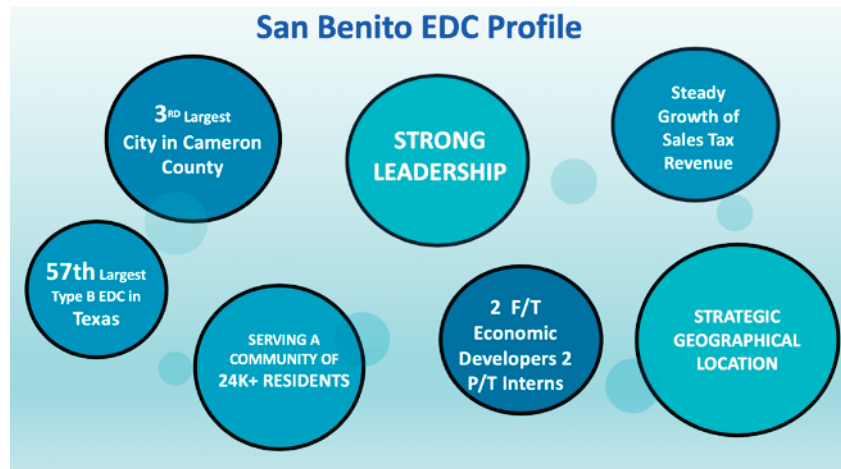 San Benito EDC Profile
3RD Largest
City in Cameron
County
STRONG
LEADERSHIP
Steady
Growth of
Sales Tax
Revenue
57th Largest
Type B EDC in
Texas
SERVING A
COMMUNITY OF
24K+ RESIDENTS
2 F/T
Economic
Developers 2
P/T Interns
STRATEGIC
GEOGRAPHICAL
LOCATION